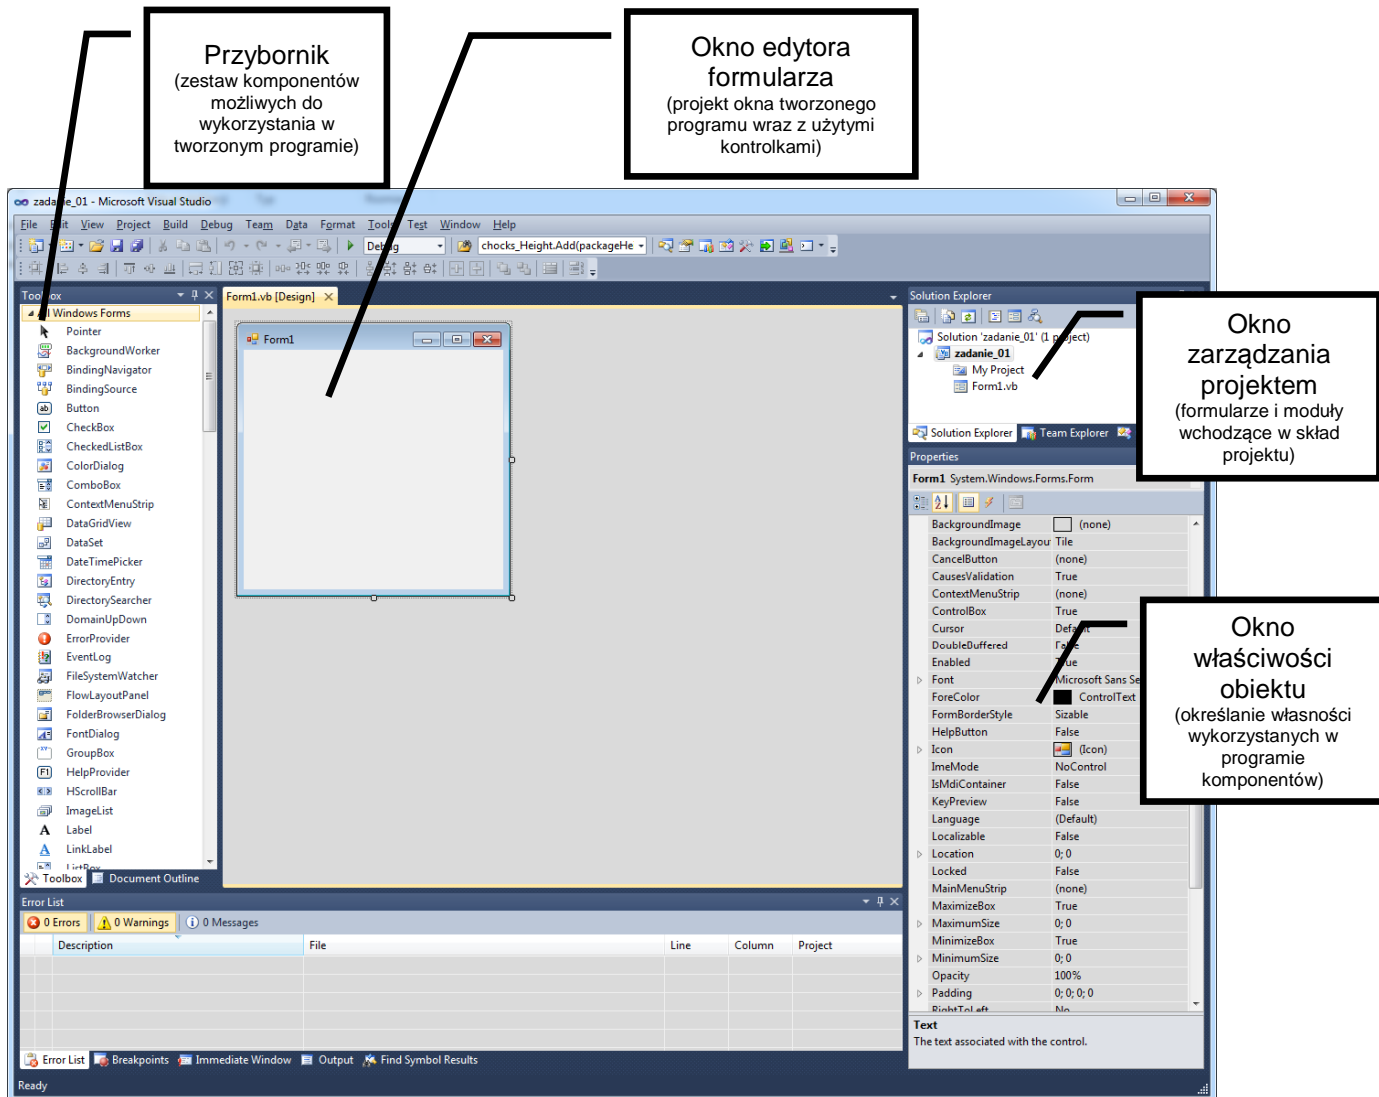 Przybornik
(zestaw komponentów
możliwych do
wykorzystania w
tworzonym programie)
Okno edytora
formularza
(projekt okna tworzonego
programu wraz z użytymi
kontrolkami)
zadanie_01 - Microsoft Visual Studio
File Edit View Project Build Debug Team Data Format Tools Test Window Help
Debug
chocks_Height.Add(packageHe
Toolbox
All Windows Forms
Pointer
BackgroundWorker
BindingNavigator
BindingSource
Button
CheckBox
CheckedListBox
ColorDialog
ComboBox
ContextMenuStrip
DataGridView
DataSet
DateTimePicker
DirectoryEntry
DirectorySearcher
DomainUpDown
ErrorProvider
EventLog
FileSystemWatcher
FlowLayoutPanel
FolderBrowserDialog
FontDialog
GroupBox
HelpProvider
HScrollBar
ImageList
Label
LinkLabel
ListBox
Toolbox Document Outline
Form1.vb [Design]
Form1
Solution Explorer
Solution 'zadanie_01' (1 project)
zadanie_01
My Project
Form1.vb
Solution Explorer Team Explorer
Okno
zarządzania
projektem
(formularze i moduły
wchodzące w skład
projektu)
Properties
Form1 System.Windows.Forms.Form
BackgroundImage (none)
BackgroundImageLayou Tile
CancelButton (none)
CausesValidation True
ContextMenuStrip (none)
ControlBox True
Cursor Default
DoubleBuffered False
Enabled True
Font Microsoft Sans Se
ForeColor ControlText
FormBorderStyle Sizable
HelpButton False
Icon (Icon)
ImeMode NoControl
IsMdiContainer False
KeyPreview False
Language (Default)
Localizable False
Location 0; 0
Locked False
MainMenuStrip (none)
MaximizeBox True
MaximumSize 0; 0
MinimizeBox True
MinimumSize 0; 0
Opacity 100%
Padding 0; 0; 0; 0
RightToLeft No
Text
The text associated with the control.
Okno
właściwości
obiektu
(określanie własności
wykorzystanych w
programie
komponentów)
Error List
0 Errors 0 Warnings 0 Messages
Description File Line Column Project
Error List Breakpoints Immediate Window Output Find Symbol Results
Ready